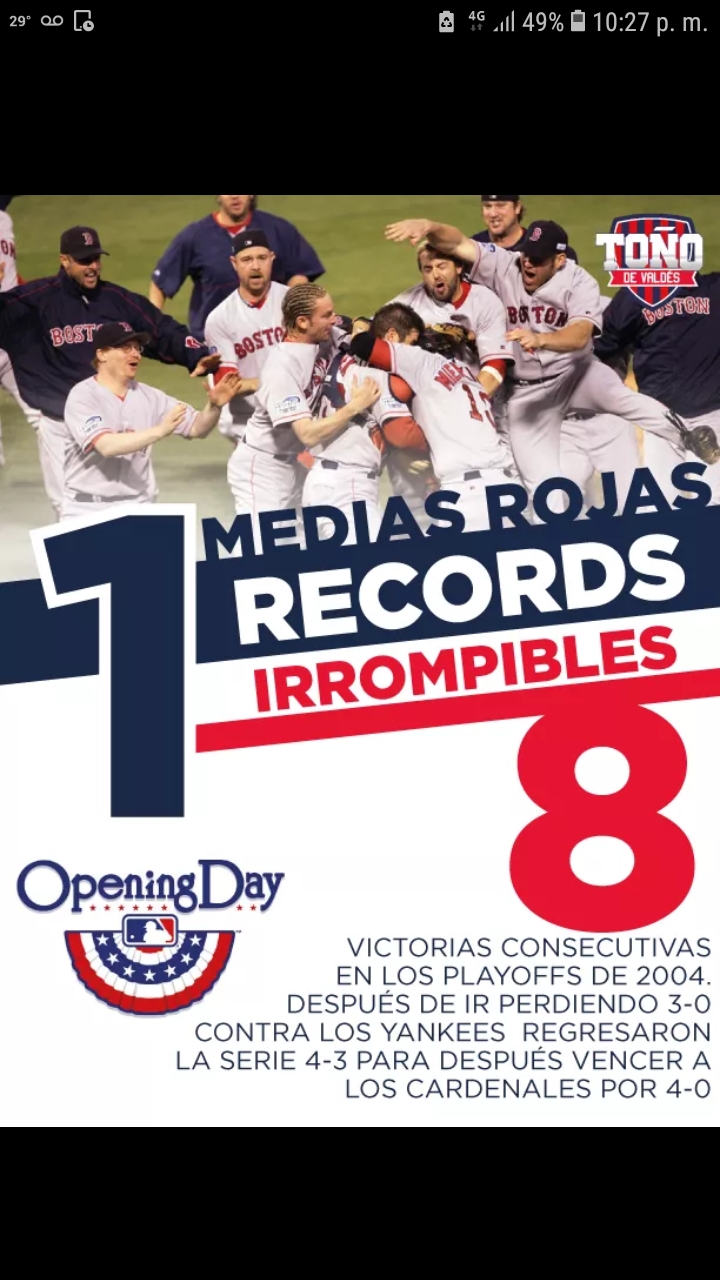 29°
4G
49%
10:27 p. m.
TOÑO
DE VALDÉS
BOSTON
BOSTON
BOSTON
BOSTON
1
MEDIAS ROJAS
RECORDS
IRROMPIBLES
8
Opening Day
VICTORIAS CONSECUTIVAS
EN LOS PLAYOFFS DE 2004.
DESPUÉS DE IR PERDIENDO 3-0
CONTRA LOS YANKEES REGRESARON
LA SERIE 4-3 PARA DESPUÉS VENCER A
LOS CARDENALES POR 4-0